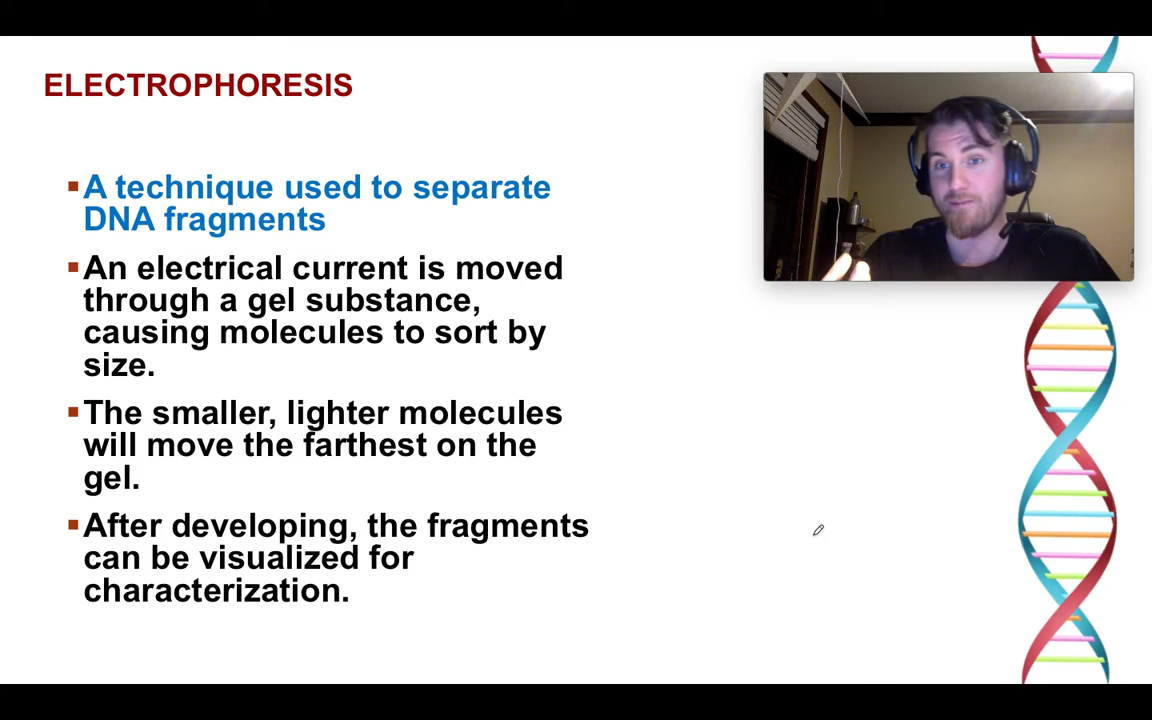 ELECTROPHORESIS
▪A technique used to separate
DNA fragments
▪An electrical current is moved
through a gel substance,
causing molecules to sort by
size.
▪The smaller, lighter molecules
will move the farthest on the
gel.
▪After developing, the fragments
can be visualized for
characterization.